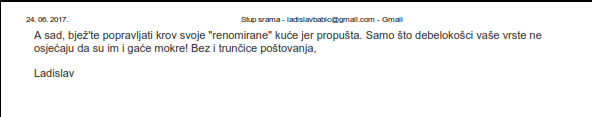 24. 06. 2017. Stup srama - ladislavbabic@gmail.com - Gmail
A sad, bjež'te popravljati krov svoje "renomirane" kuće jer propušta. Samo što debelokošci vaše vrste ne
osjećaju da su im i gaće mokre! Bez i trunčice poštovanja,
Ladislav